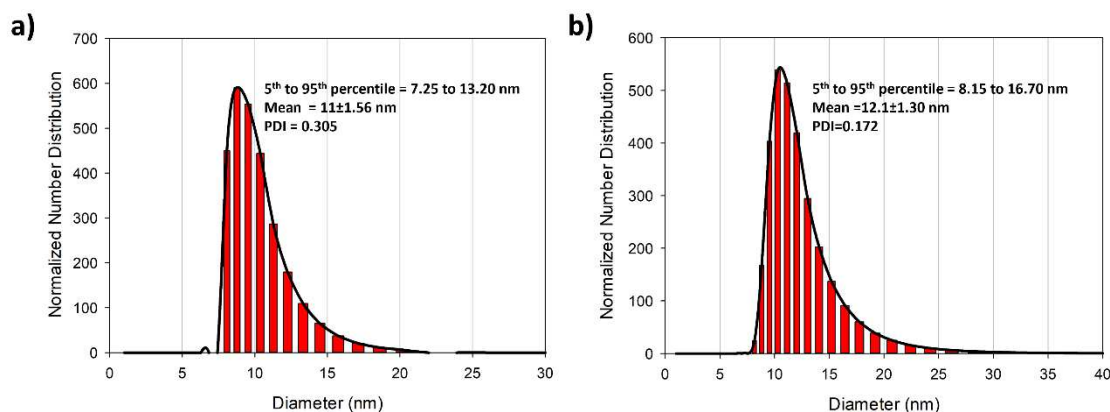 a)
Normalized Number Distribution
700
600
500
400
300
200
100
0
5th to 95th percentile = 7.25 to 13.20 nm
Mean = 11±1.56 nm
PDI = 0.305
0 5 10 15 20 25 30
Diameter (nm)
b)
Normalized Number Distribution
600
500
400
300
200
100
0
5th to 95th percentile = 8.15 to 16.70 nm
Mean =12.1±1.30 nm
PDI=0.172
0 5 10 15 20 25 30 35 40
Diameter (nm)